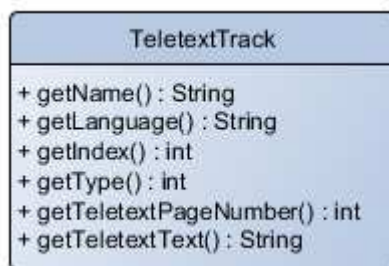 TeletextTrack
+ getName() : String
+ getLanguage() : String
+ getIndex() : int
+ getType() : int
+ getTeletextPageNumber() : int
+ getTeletextText() : String